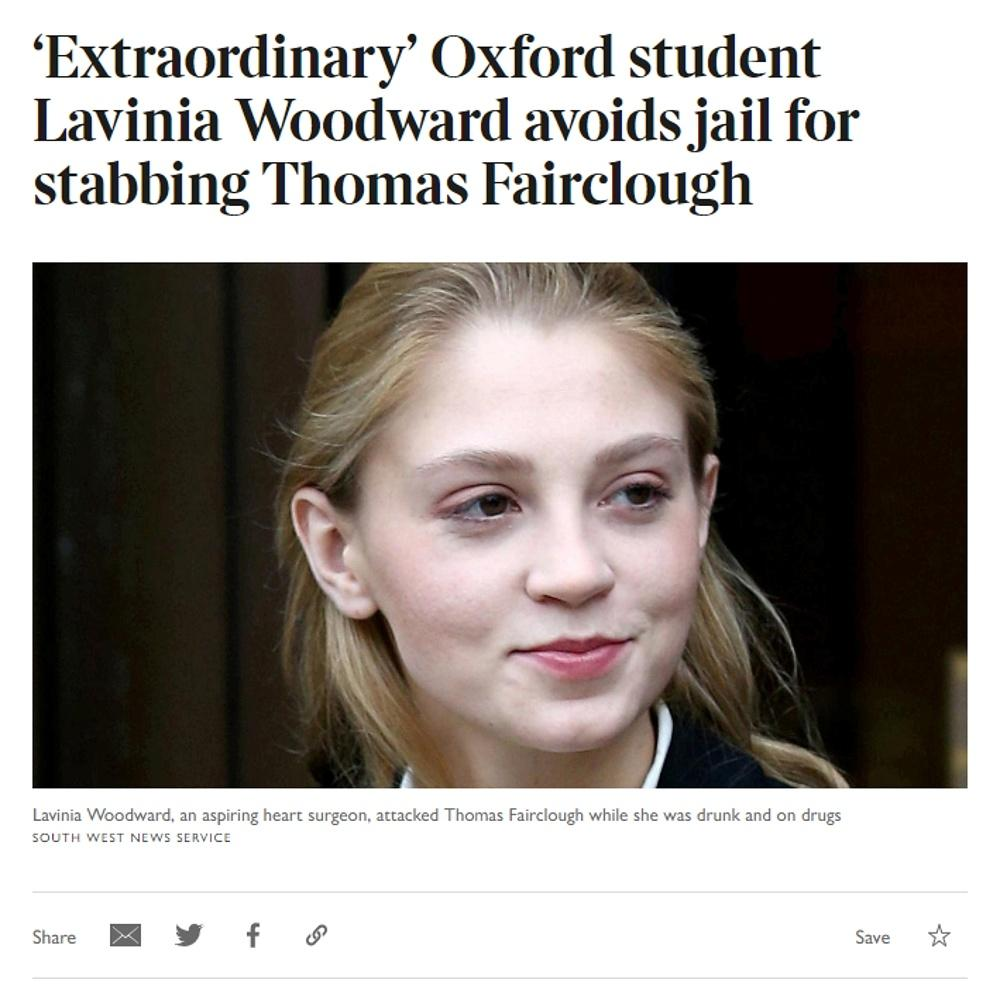 ‘Extraordinary’ Oxford student
Lavinia Woodward avoids jail for
stabbing Thomas Fairclough
Lavinia Woodward, an aspiring heart surgeon, attacked Thomas Fairclough while she was drunk and on drugs
SOUTH WEST NEWS SERVICE
Share
Save